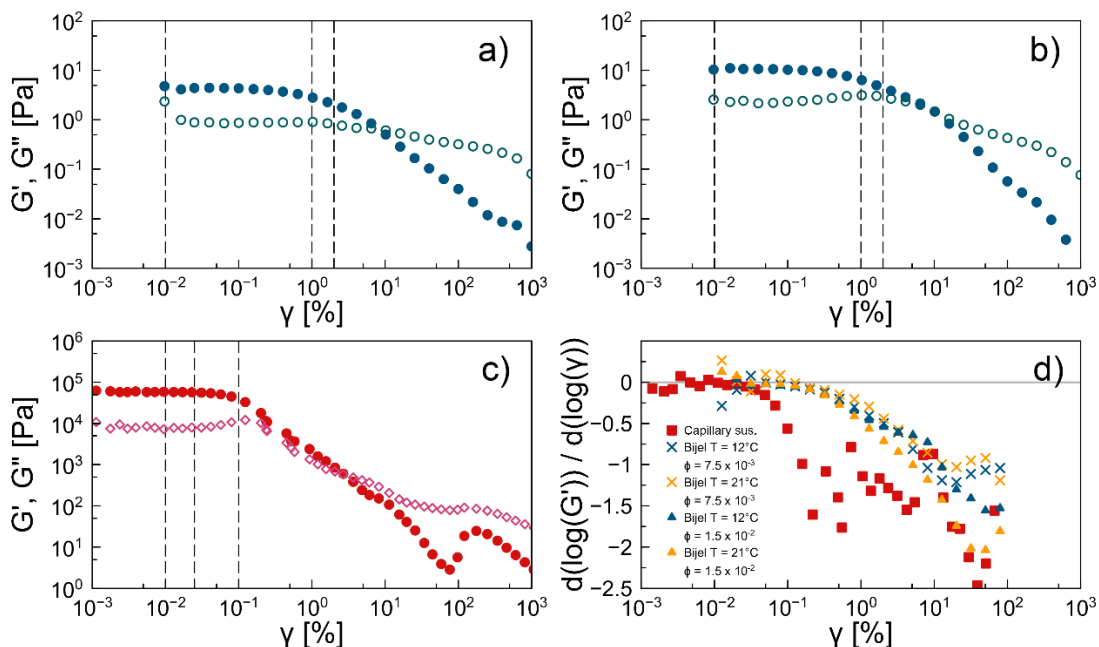 a)
G', G" [Pa]
10² 10¹ 10⁰ 10⁻¹ 10⁻² 10⁻³
10⁻³ 10⁻² 10⁻¹ 10⁰ 10¹ 10² 10³
γ [%]
b)
G', G" [Pa]
10² 10¹ 10⁰ 10⁻¹ 10⁻² 10⁻³
10⁻³ 10⁻² 10⁻¹ 10⁰ 10¹ 10² 10³
γ [%]
c)
G', G" [Pa]
10⁶ 10⁵ 10⁴ 10³ 10² 10¹ 10⁰
10⁻³ 10⁻² 10⁻¹ 10⁰ 10¹ 10² 10³
γ [%]
d)
d(log(G')) / d(log(γ))
0 −0.5 −1.0 −1.5 −2.0 −2.5
Capillary sus.
Bijel T = 12°C
ϕ = 7.5 x 10⁻³
Bijel T = 21°C
ϕ = 7.5 x 10⁻³
Bijel T = 12°C
ϕ = 1.5 x 10⁻²
Bijel T = 21°C
ϕ = 1.5 x 10⁻²
10⁻³ 10⁻² 10⁻¹ 10⁰ 10¹ 10² 10³
γ [%]